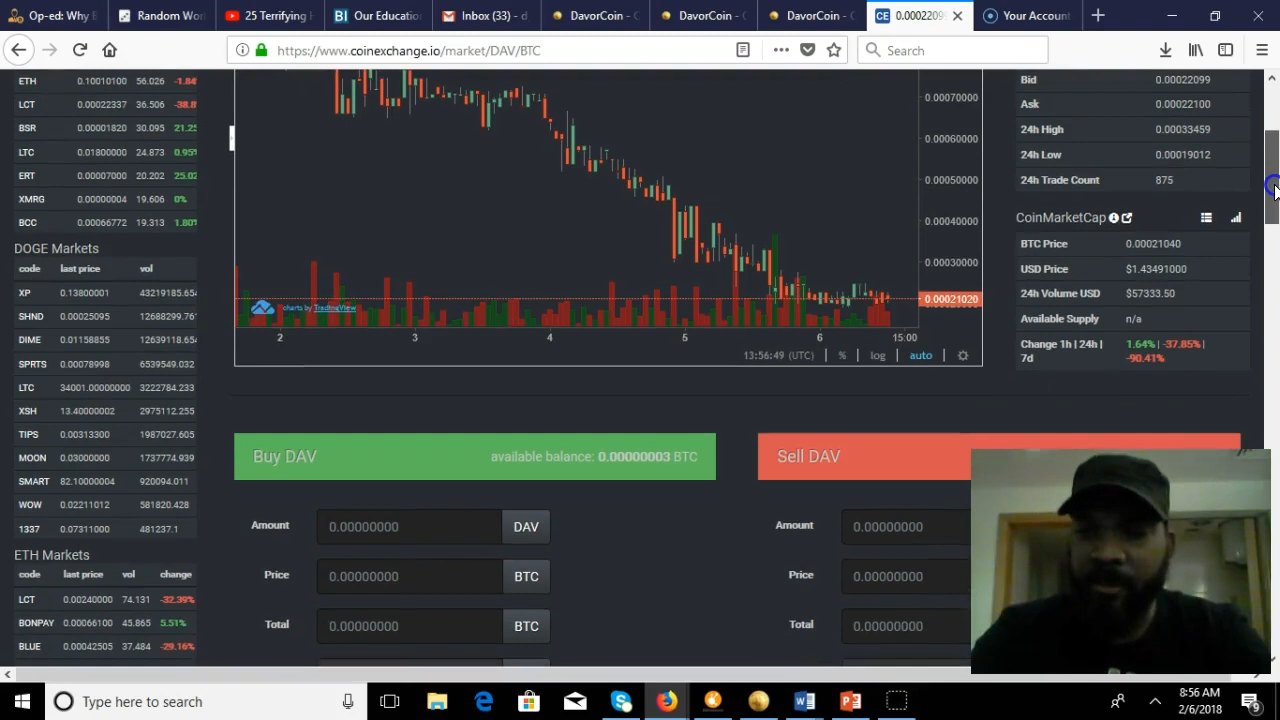 Op-ed: Why B
Random Wor
25 Terrifying
Our Educatio
Inbox (33) - d
DavorCoin - C
DavorCoin - C
DavorCoin - C
0.00022099
Your Account
https://www.coinexchange.io/market/DAV/BTC
Search
ETH 0.10010100 56.026 -1.84
LCT 0.00022337 36.506 -38.8
BSR 0.00001820 30.095 21.25
LTC 0.01800000 24.873 0.95%
ERT 0.00007000 20.202 25.02
XMRG 0.00000004 19.606 0%
BCC 0.00066772 19.313 1.80%
DOGE Markets
code last price vol
XP 0.13800001 43219185.654
SHND 0.00025095 12688299.76
DIME 0.01158855 12639118.654
SPRTS 0.00078949 6539549.032
LTC 34001.00000000 3222784.233
XSH 13.40000002 2975112.255
TIPS 0.00313300 1987027.605
MOON 0.03000000 1737774.939
SMART 82.10000004 920094.011
WOW 0.02211012 581820.428
1337 0.07311000 481237.1
ETH Markets
code last price vol change
LCT 0.00240000 74.131 -32.39%
BONPAY 0.00066100 45.865 5.51%
BLUE 0.00042505 37.484 -29.16%
0.00070000
0.00060000
0.00050000
0.00040000
0.00030000
0.00021020
charts by TradingView
2 3 4 5 6 15:00
13:56:49 (UTC) % log auto
Bid 0.00022099
Ask 0.00022100
24h High 0.00033459
24h Low 0.00019012
24h Trade Count 875
CoinMarketCap
BTC Price 0.00021040
USD Price $1.43491000
24h Volume USD $57333.50
Available Supply n/a
Change 1h | 24h | 1.64% | -37.85% |
7d -90.41%
Buy DAV available balance: 0.00000003 BTC
Amount 0.00000000 DAV
Price 0.00000000 BTC
Total 0.00000000 BTC
Sell DAV
Amount 0.00000000
Price 0.00000000
Total 0.00000000
Type here to search
8:56 AM
2/6/2018
9